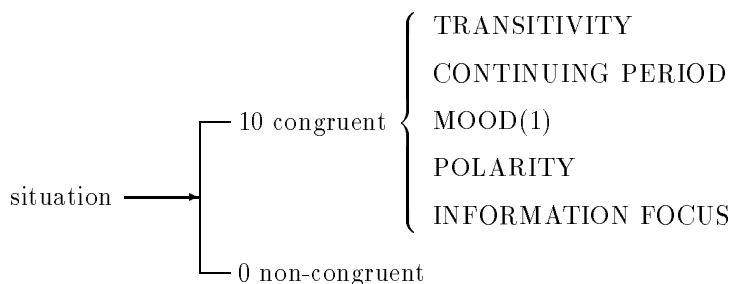 TRANSITIVITY
CONTINUING PERIOD
10 congruent
MOOD(1)
POLARITY
situation
INFORMATION FOCUS
0 non-congruent